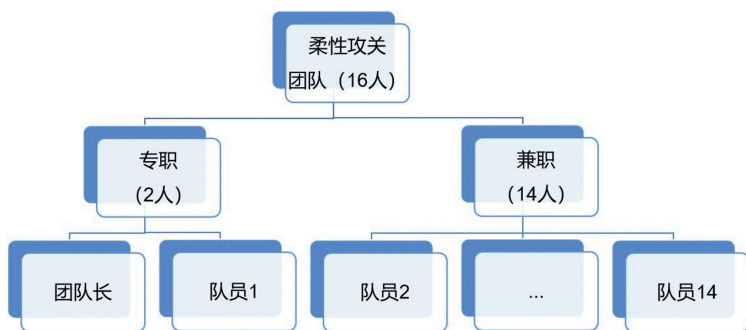 柔性攻关
团队（16人）
专职
（2人）
兼职
（14人）
团队长
队员1
队员2
...
队员14